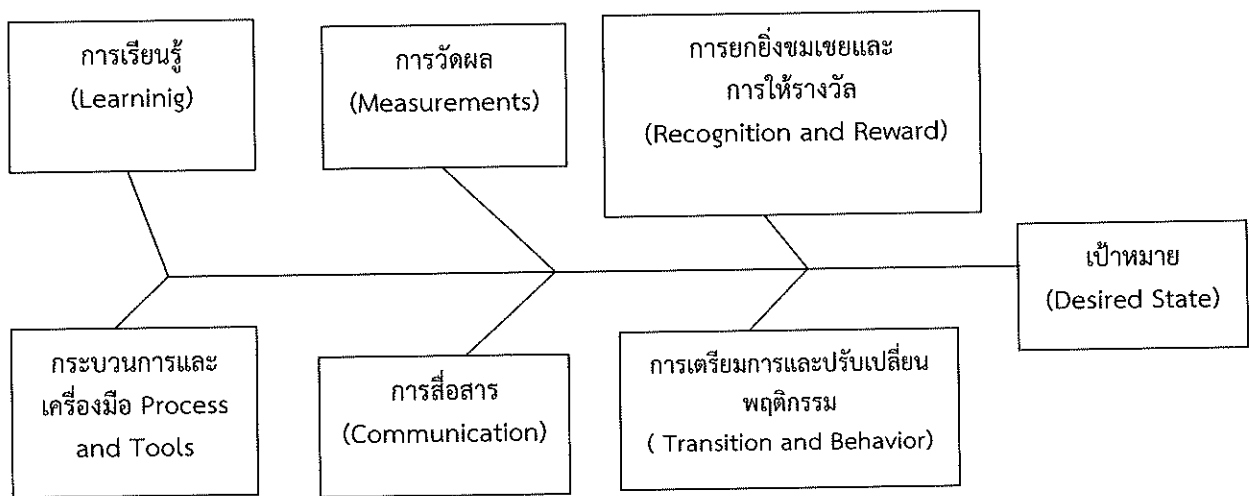 การเรียนรู้
(Learninig)
การวัดผล
(Measurements)
การยกยิ่งชมเชยและ
การให้รางวัล
(Recognition and Reward)
เป้าหมาย
(Desired State)
กระบวนการและ
เครื่องมือ Process
and Tools
การสื่อสาร
(Communication)
การเตรียมการและปรับเปลี่ยน
พฤติกรรม
( Transition and Behavior)